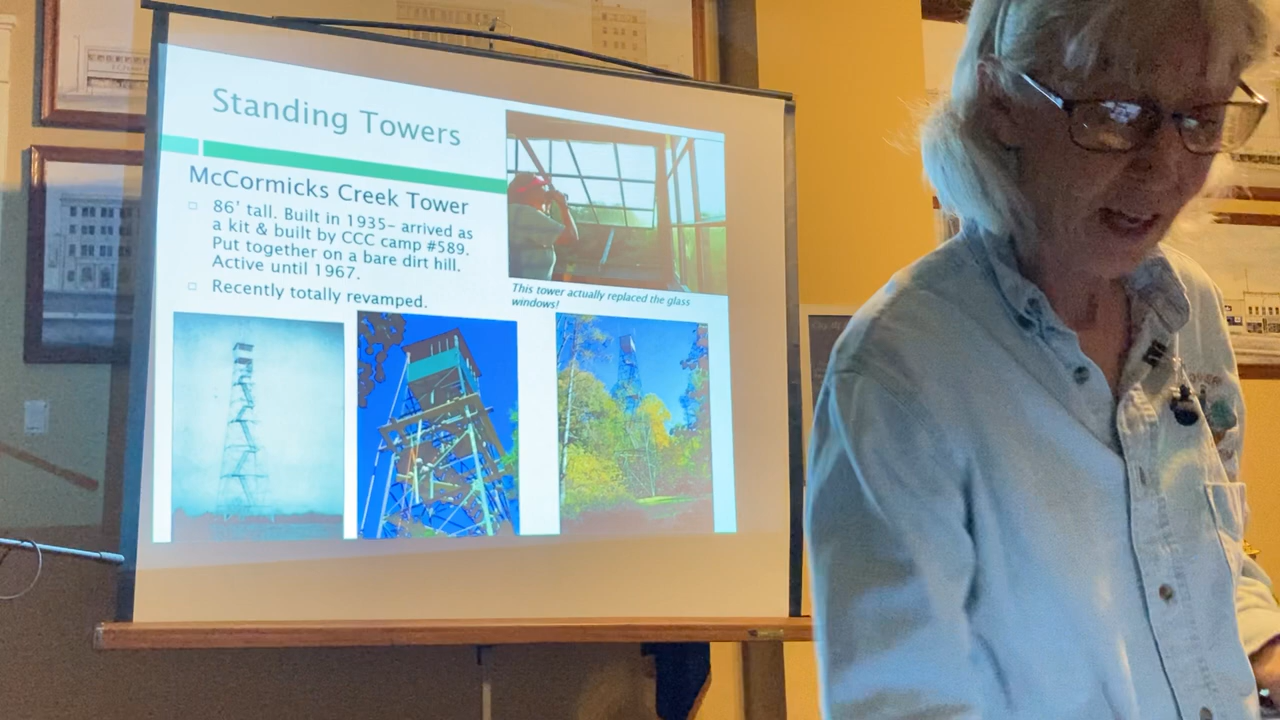 Standing Towers
McCormicks Creek Tower
86' tall. Built in 1935– arrived as
a kit & built by CCC camp #589.
Put together on a bare dirt hill.
Active until 1967.
Recently totally revamped.
This tower actually replaced the glass
windows!